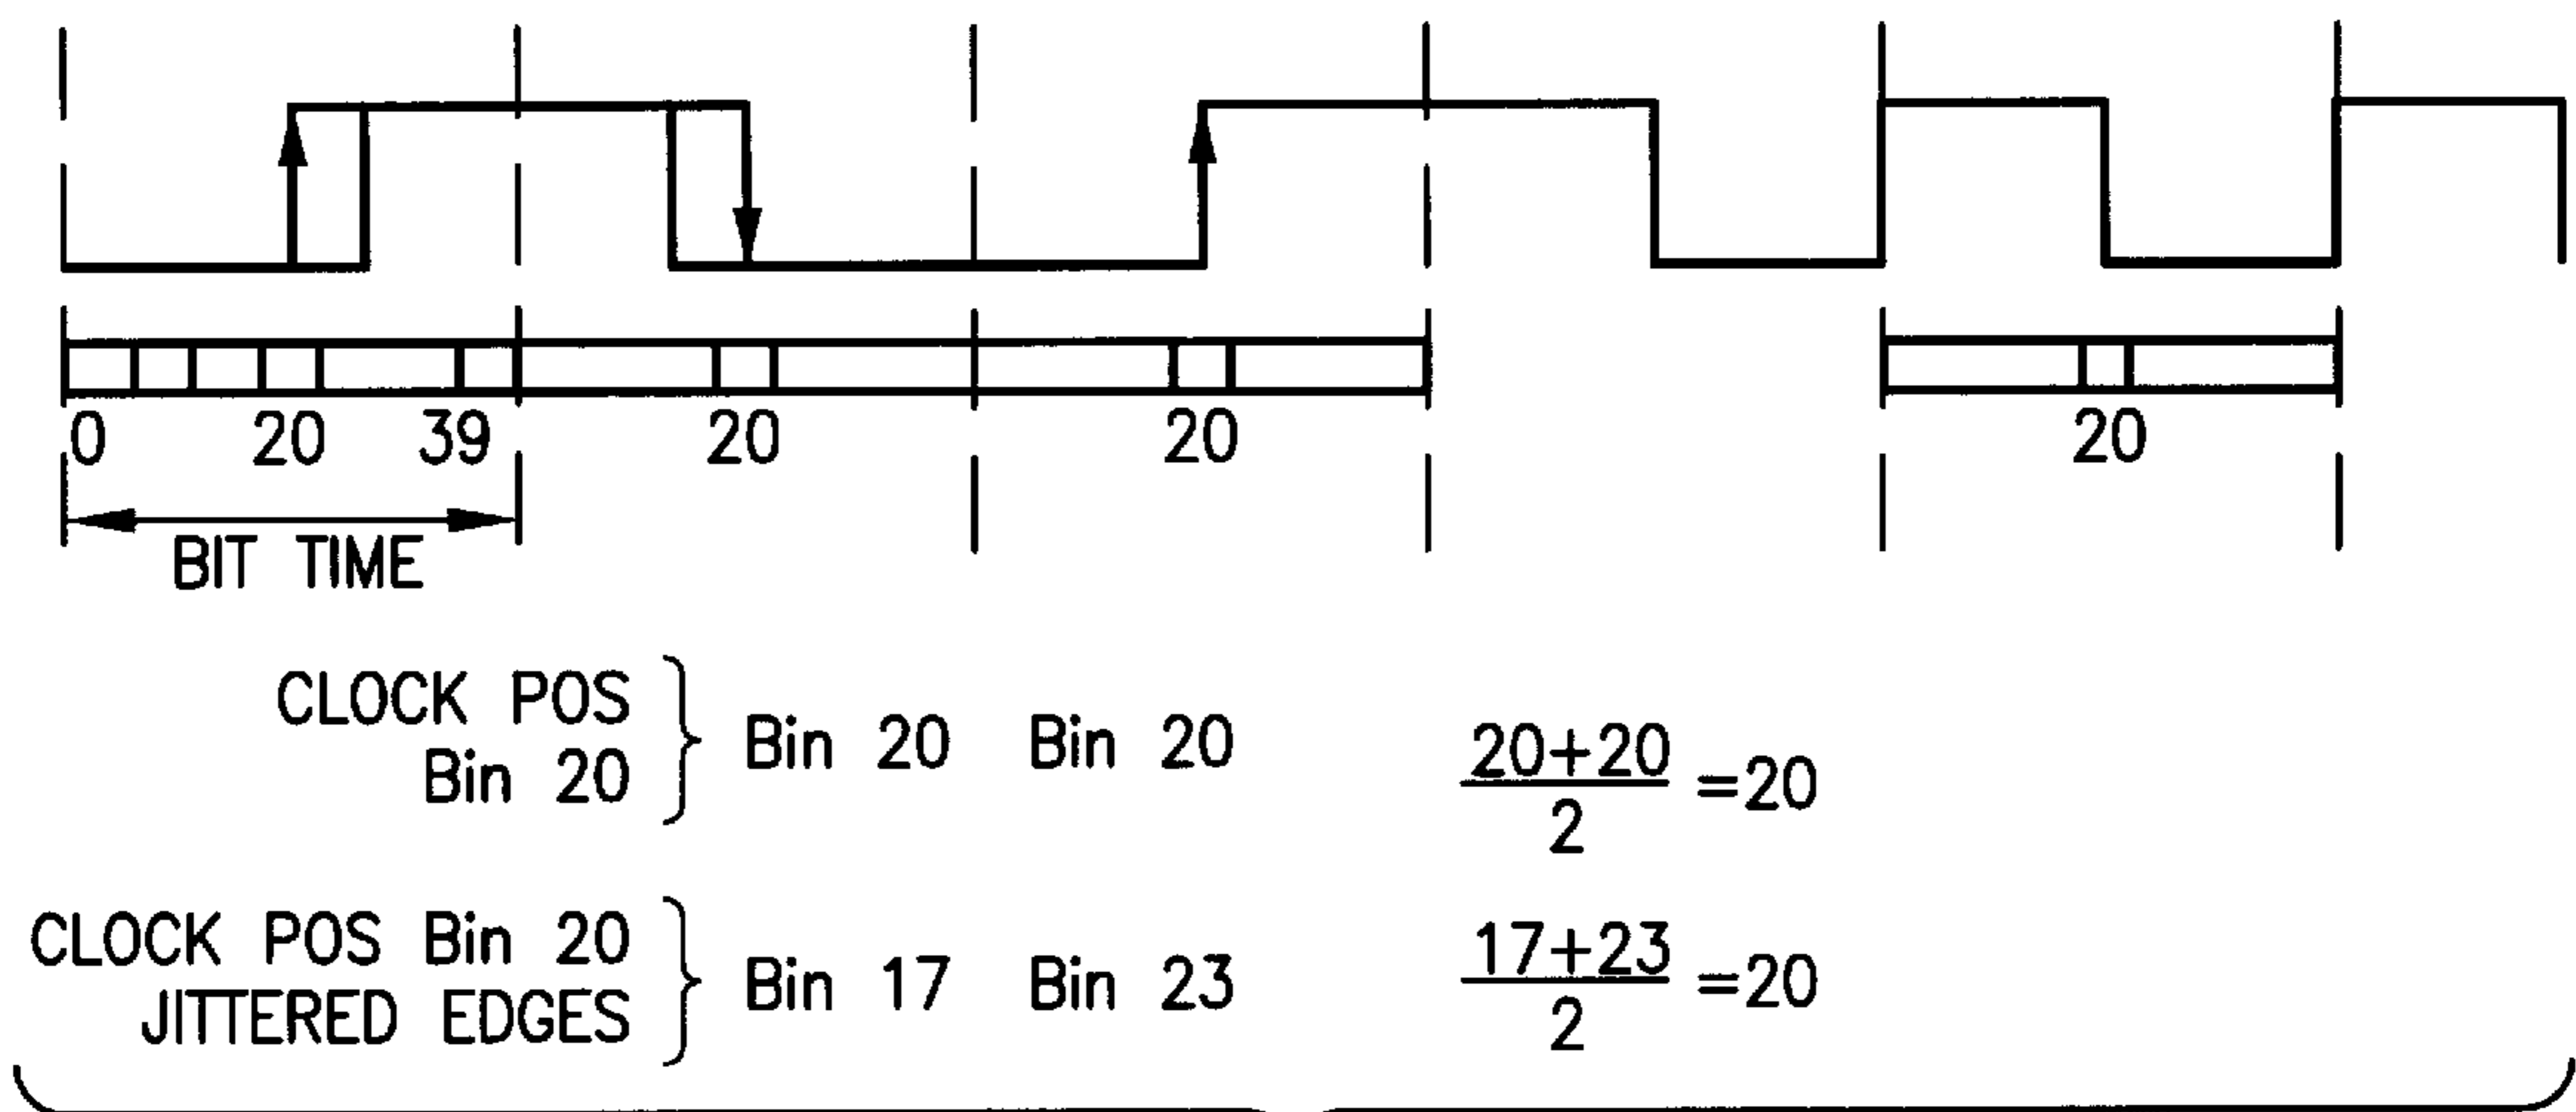 0 20 39 20 20 20
BIT TIME
CLOCK POS
Bin 20
Bin 20 Bin 20
20+20
2
=20
CLOCK POS Bin 20
JITTERED EDGES
Bin 17 Bin 23
17+23
2
=20